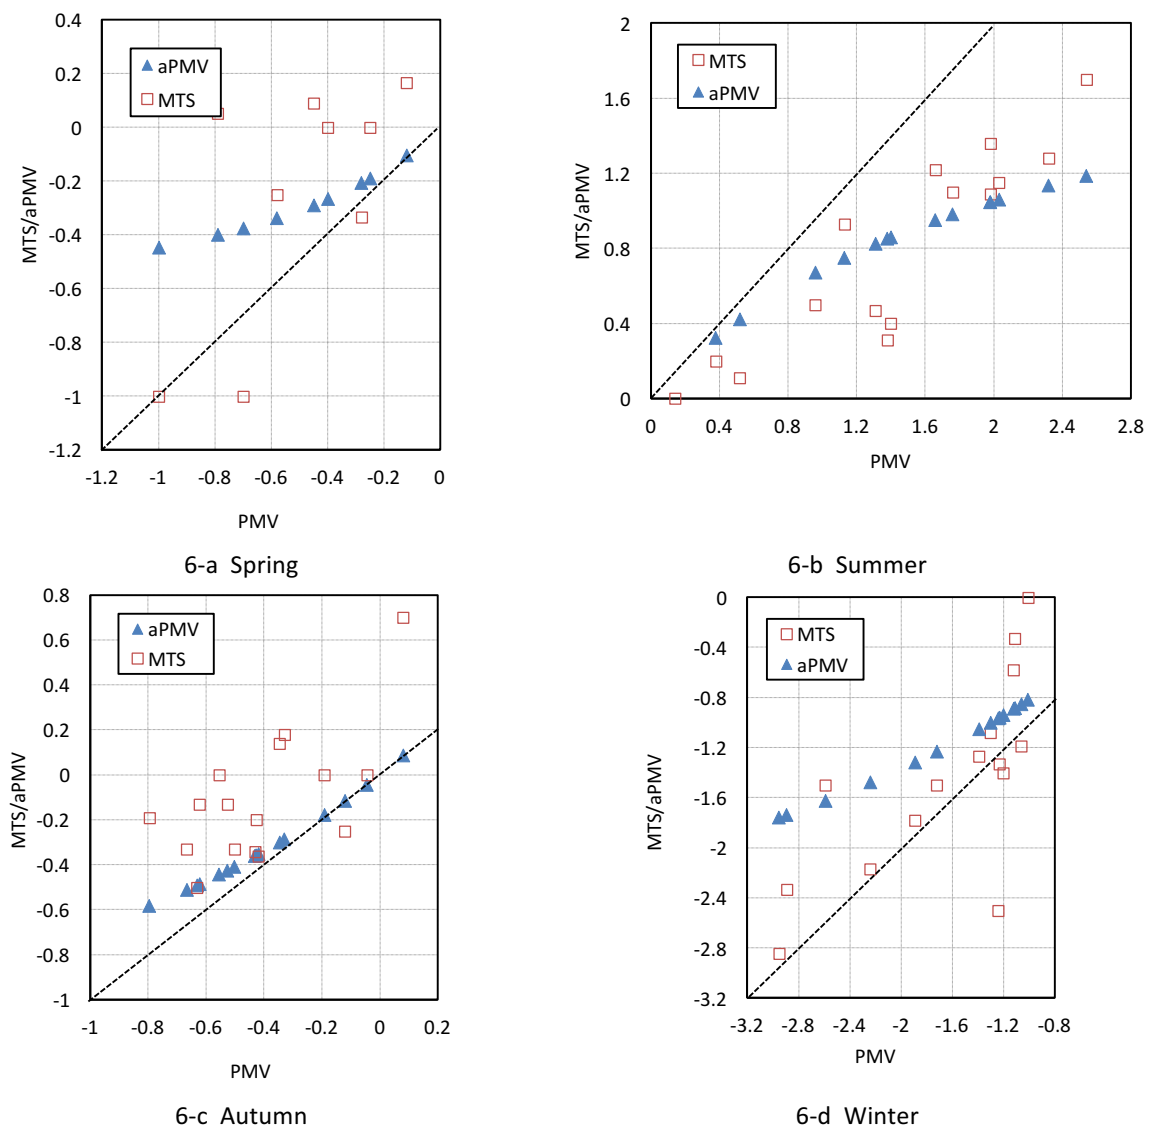 0.4
0.2
0
-0.2
-0.4
-0.6
-0.8
-1
-1.2
aPMV
MTS
MTS/aPMV
-1.2 -1 -0.8 -0.6 -0.4 -0.2 0
PMV
6-a Spring
2
1.6
1.2
0.8
0.4
0
MTS
aPMV
MTS/aPMV
0 0.4 0.8 1.2 1.6 2 2.4 2.8
PMV
6-b Summer
0.8
0.6
0.4
0.2
0
-0.2
-0.4
-0.6
-0.8
-1
aPMV
MTS
MTS/aPMV
-1 -0.8 -0.6 -0.4 -0.2 0 0.2
PMV
6-c Autumn
0
-0.4
-0.8
-1.2
-1.6
-2
-2.4
-2.8
-3.2
MTS
aPMV
MTS/aPMV
-3.2 -2.8 -2.4 -2 -1.6 -1.2 -0.8
PMV
6-d Winter